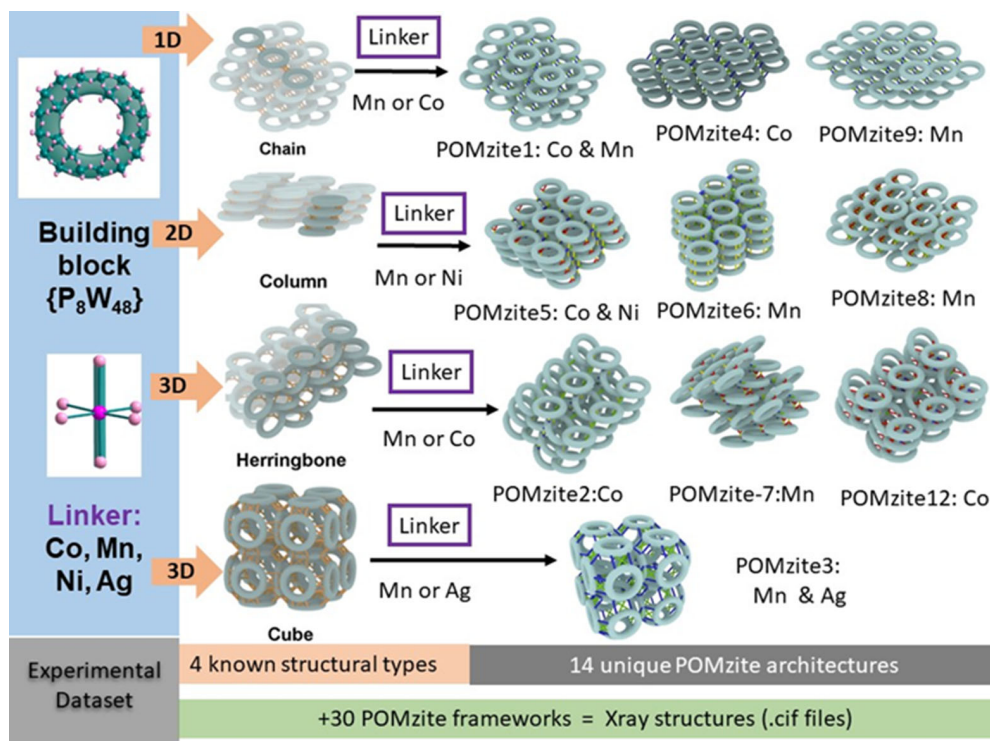 1D
Linker
Mn or Co
Chain
POMzite1: Co & Mn
POMzite4: Co
POMzite9: Mn
Building
block
{P₈W₄₈}
2D
Linker
Mn or Ni
Column
POMzite5: Co & Ni
POMzite6: Mn
POMzite8: Mn
3D
Linker
Mn or Co
Herringbone
POMzite2:Co
POMzite-7:Mn
POMzite12: Co
Linker:
Co, Mn,
Ni, Ag
3D
Linker
Mn or Ag
Cube
POMzite3:
Mn & Ag
Experimental
Dataset
4 known structural types
14 unique POMzite architectures
+30 POMzite frameworks = Xray structures (.cif files)